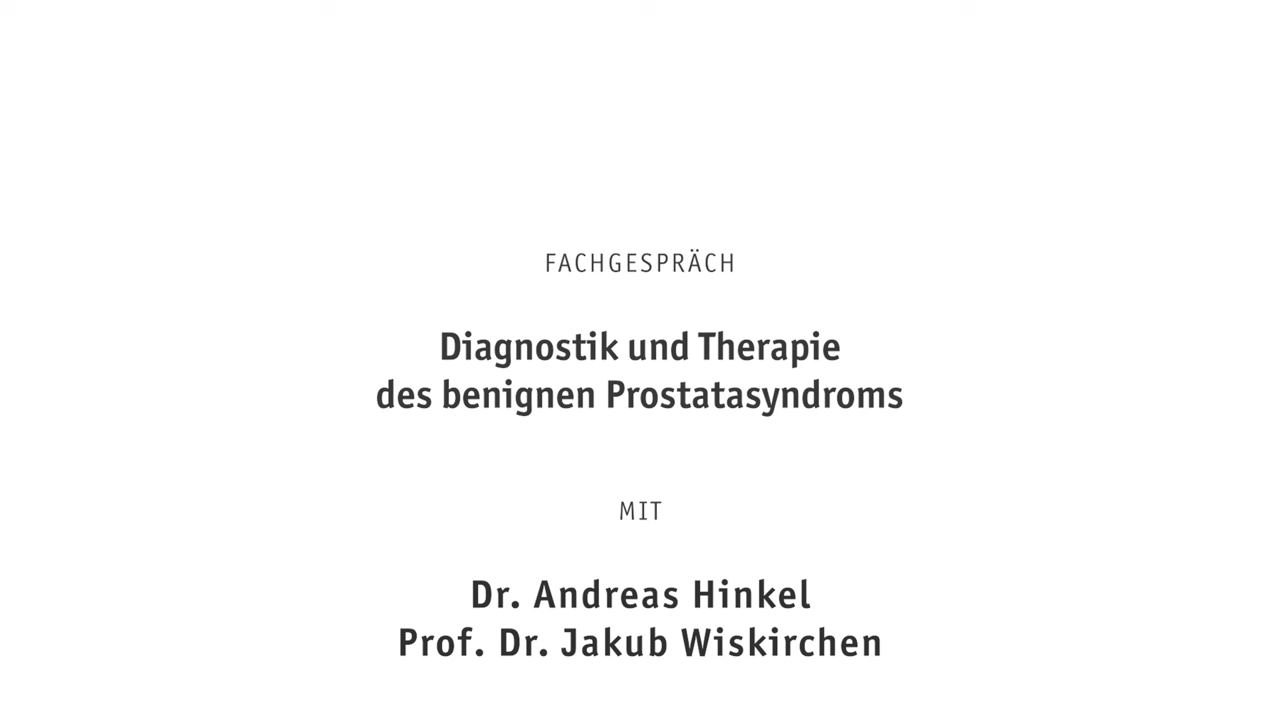 FACHGESPRÄCH
Diagnostik und Therapie
des benignen Prostatasyndroms
MIT
Dr. Andreas Hinkel
Prof. Dr. Jakub Wiskirchen